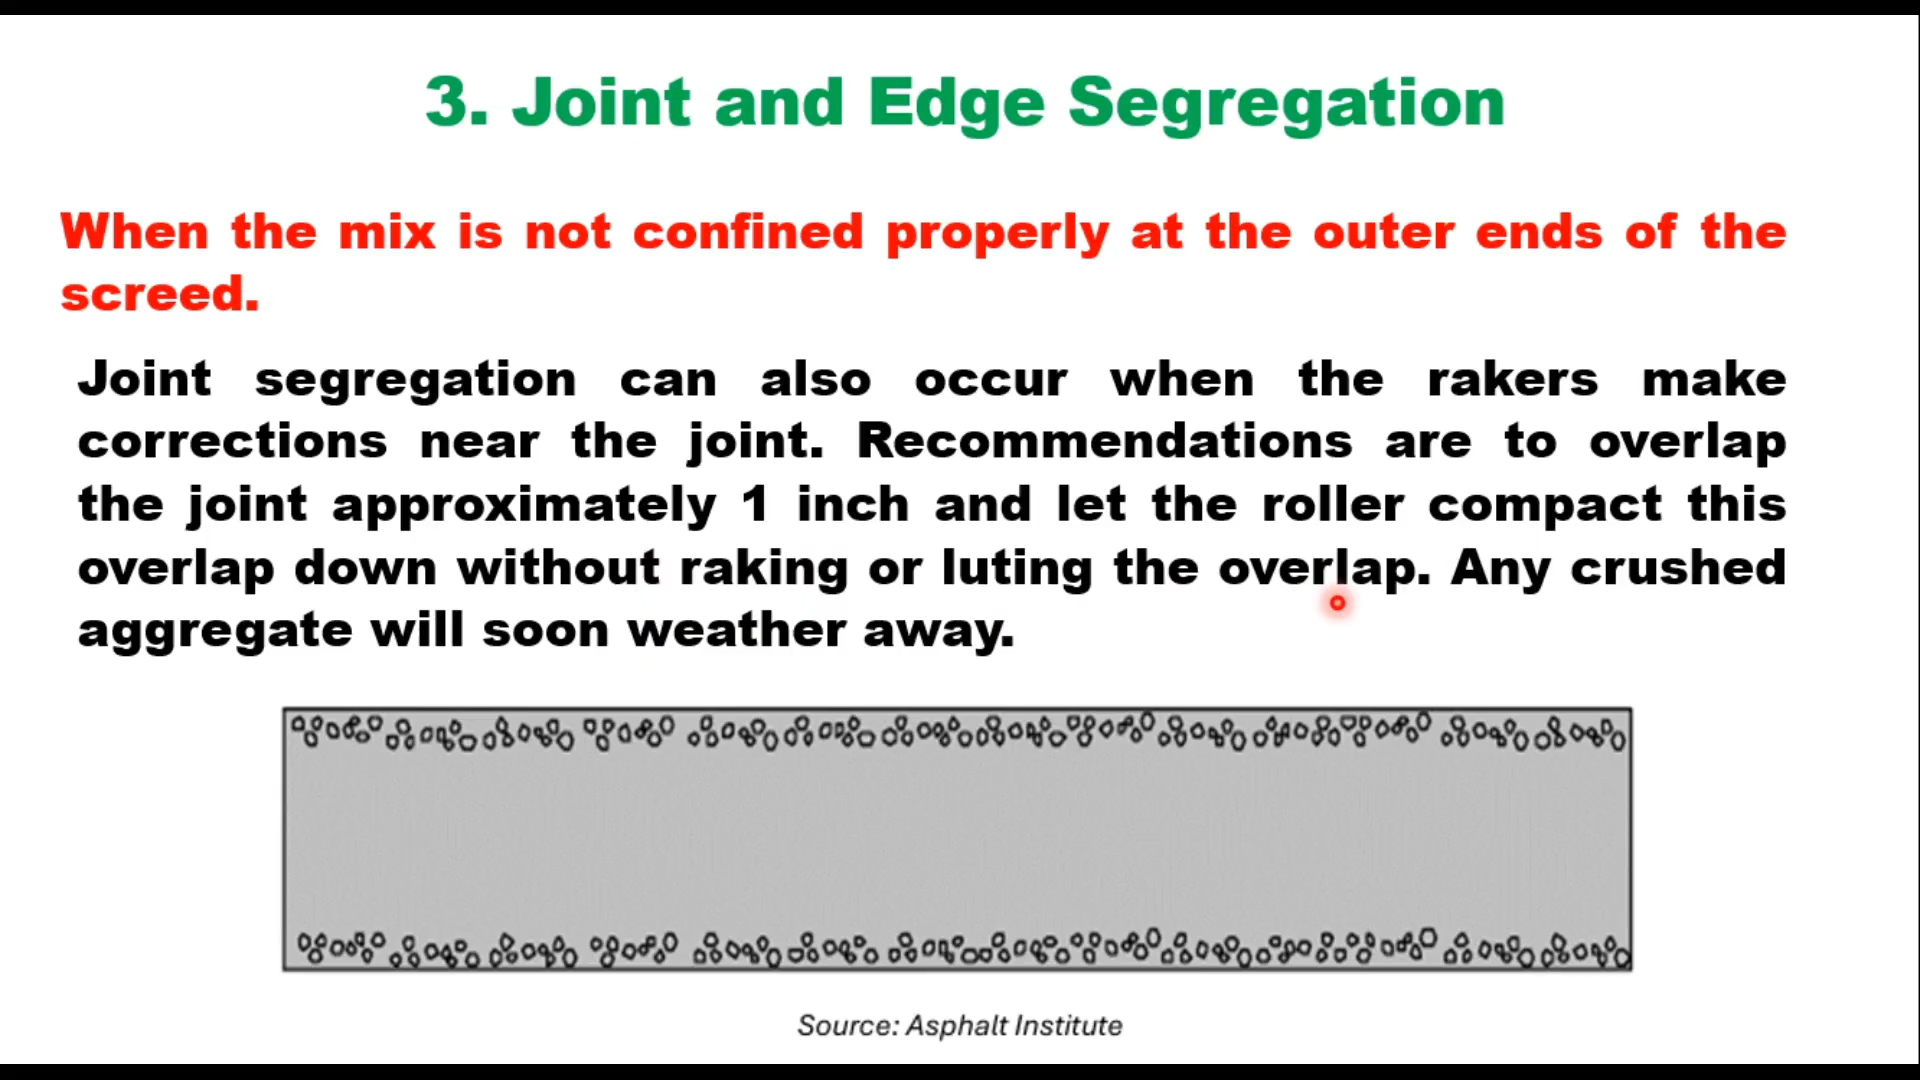 3. Joint and Edge Segregation
When the mix is not confined properly at the outer ends of the
screed.
Joint segregation can also occur when the rakers make
corrections near the joint. Recommendations are to overlap
the joint approximately 1 inch and let the roller compact this
overlap down without raking or luting the overlap. Any crushed
aggregate will soon weather away.
Source: Asphalt Institute